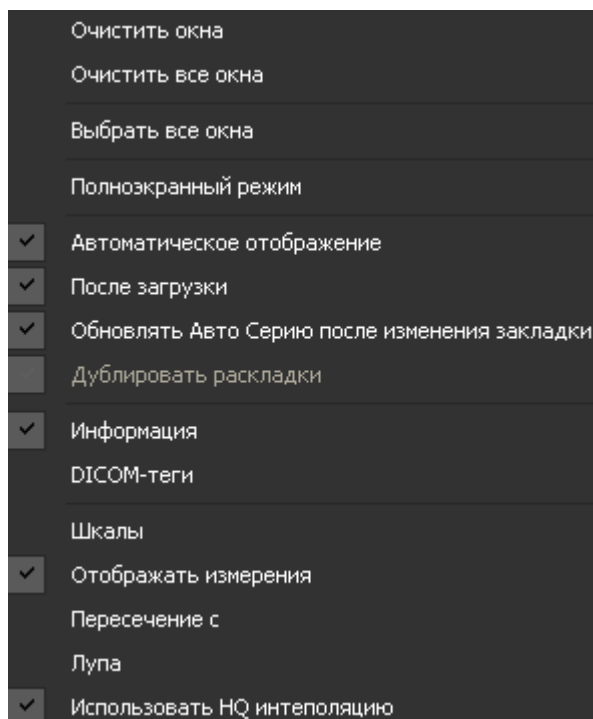 Очистить окна
Очистить все окна
Выбрать все окна
Полноэкранный режим
Автоматическое отображение
После загрузки
Обновлять Авто Серию после изменения закладки
Дублировать раскладки
Информация
DICOM-теги
Шкалы
Отображать измерения
Пересечение с
Лупа
Использовать HQ интеполяцию